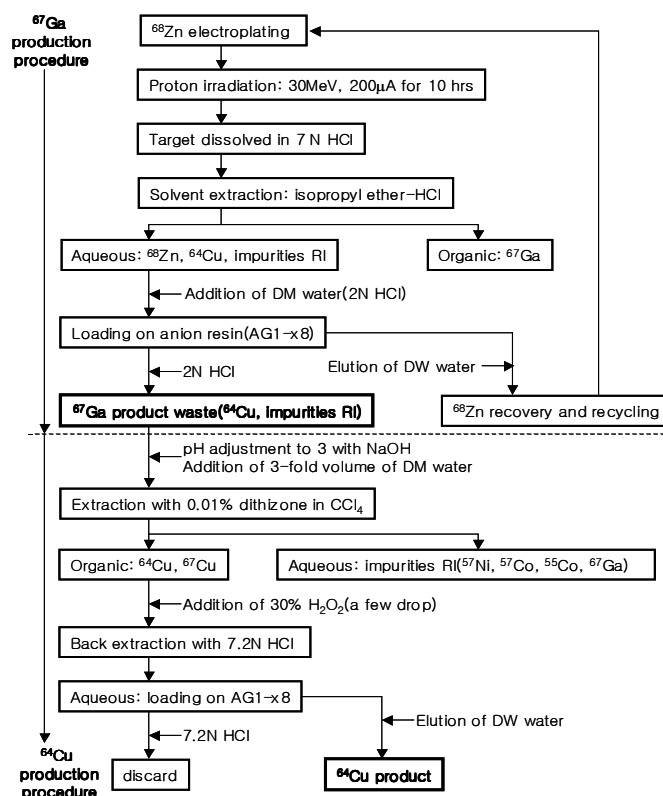 ⁶⁷Ga
production
procedure
⁶⁸Zn electroplating
Proton irradiation: 30MeV, 200μA for 10 hrs
Target dissolved in 7 N HCl
Solvent extraction: isopropyl ether-HCl
Aqueous: ⁶⁸Zn, ⁶⁴Cu, impurities RI
Organic: ⁶⁷Ga
Addition of DM water(2N HCl)
Loading on anion resin(AG1-x8)
Elution of DW water
2N HCl
⁶⁷Ga product waste(⁶⁴Cu, impurities RI)
⁶⁸Zn recovery and recycling
pH adjustment to 3 with NaOH
Addition of 3-fold volume of DM water
Extraction with 0.01% dithizone in CCl₄
Organic: ⁶⁴Cu, ⁶⁷Cu
Aqueous: impurities RI(⁵⁷Ni, ⁵⁷Co, ⁵⁵Co, ⁶⁷Ga)
Addition of 30% H₂O₂(a few drop)
Back extraction with 7.2N HCl
Aqueous: loading on AG1-x8
Elution of DW water
7.2N HCl
⁶⁴Cu
production
procedure
discard
⁶⁴Cu product